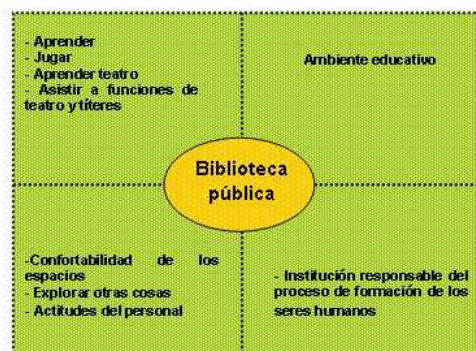 - Aprender
- Jugar
- Aprender teatro
- Asistir a funciones de
teatro y títeres
Ambiente educativo
Biblioteca
pública
-Confortabilidad de los
espacios
- Explorar otras cosas
- Actitudes del personal
- Institución responsable del
proceso de formación de los
seres humanos